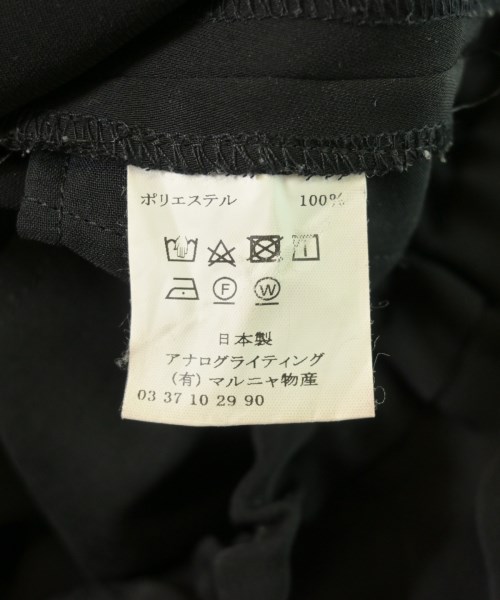 ポリエステル 100%
F W
日本製
アナログライティング
(有) マルニャ物産
03 37 10 29 90